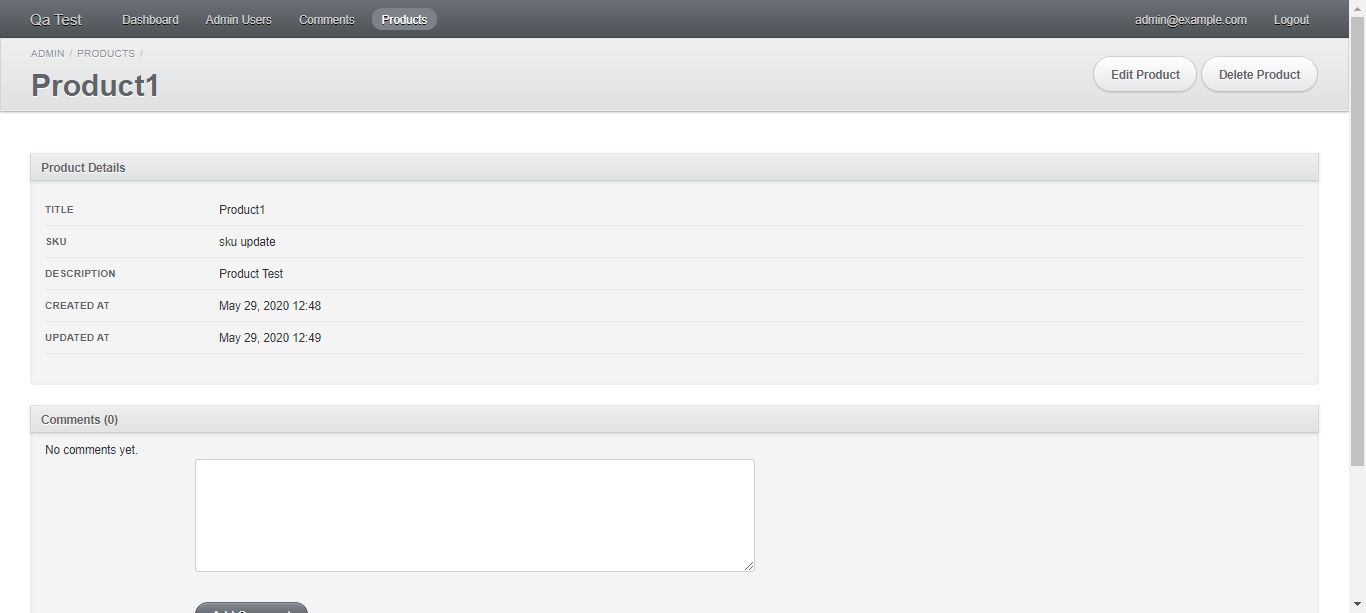 Qa Test Dashboard Admin Users Comments Products admin@example.com Logout
ADMIN / PRODUCTS /
Product1
Edit Product Delete Product
Product Details
TITLE Product1
SKU sku update
DESCRIPTION Product Test
CREATED AT May 29, 2020 12:48
UPDATED AT May 29, 2020 12:49
Comments (0)
No comments yet.